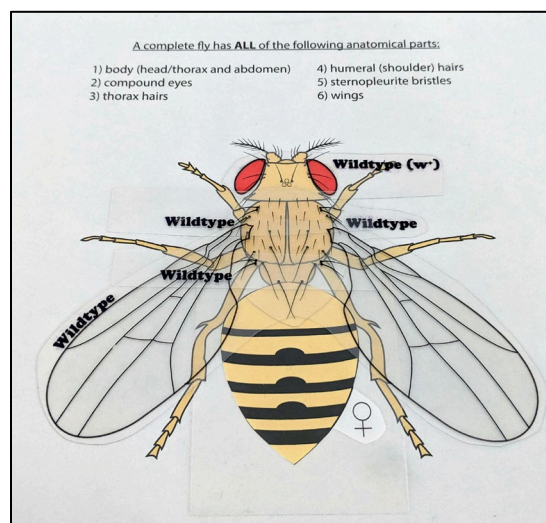 A complete fly has ALL of the following anatomical parts:
1) body (head/thorax and abdomen)
2) compound eyes
3) thorax hairs
4) humeral (shoulder) hairs
5) sternopleurite bristles
6) wings
Wildtype (w⁺)
Wildtype
Wildtype
Wildtype
Wildtype
♀